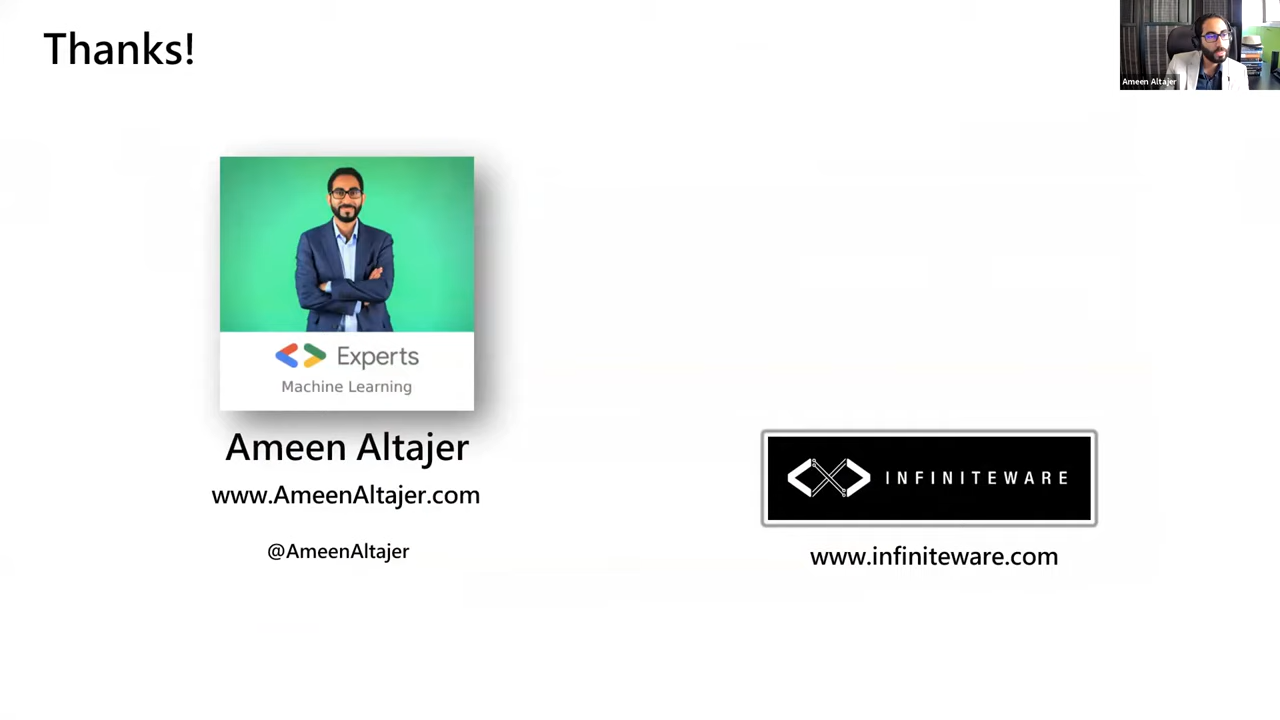 Thanks!
Ameen Altajer
Experts
Machine Learning
Ameen Altajer
www.AmeenAltajer.com
@AmeenAltajer
INFINITEWARE
www.infiniteware.com